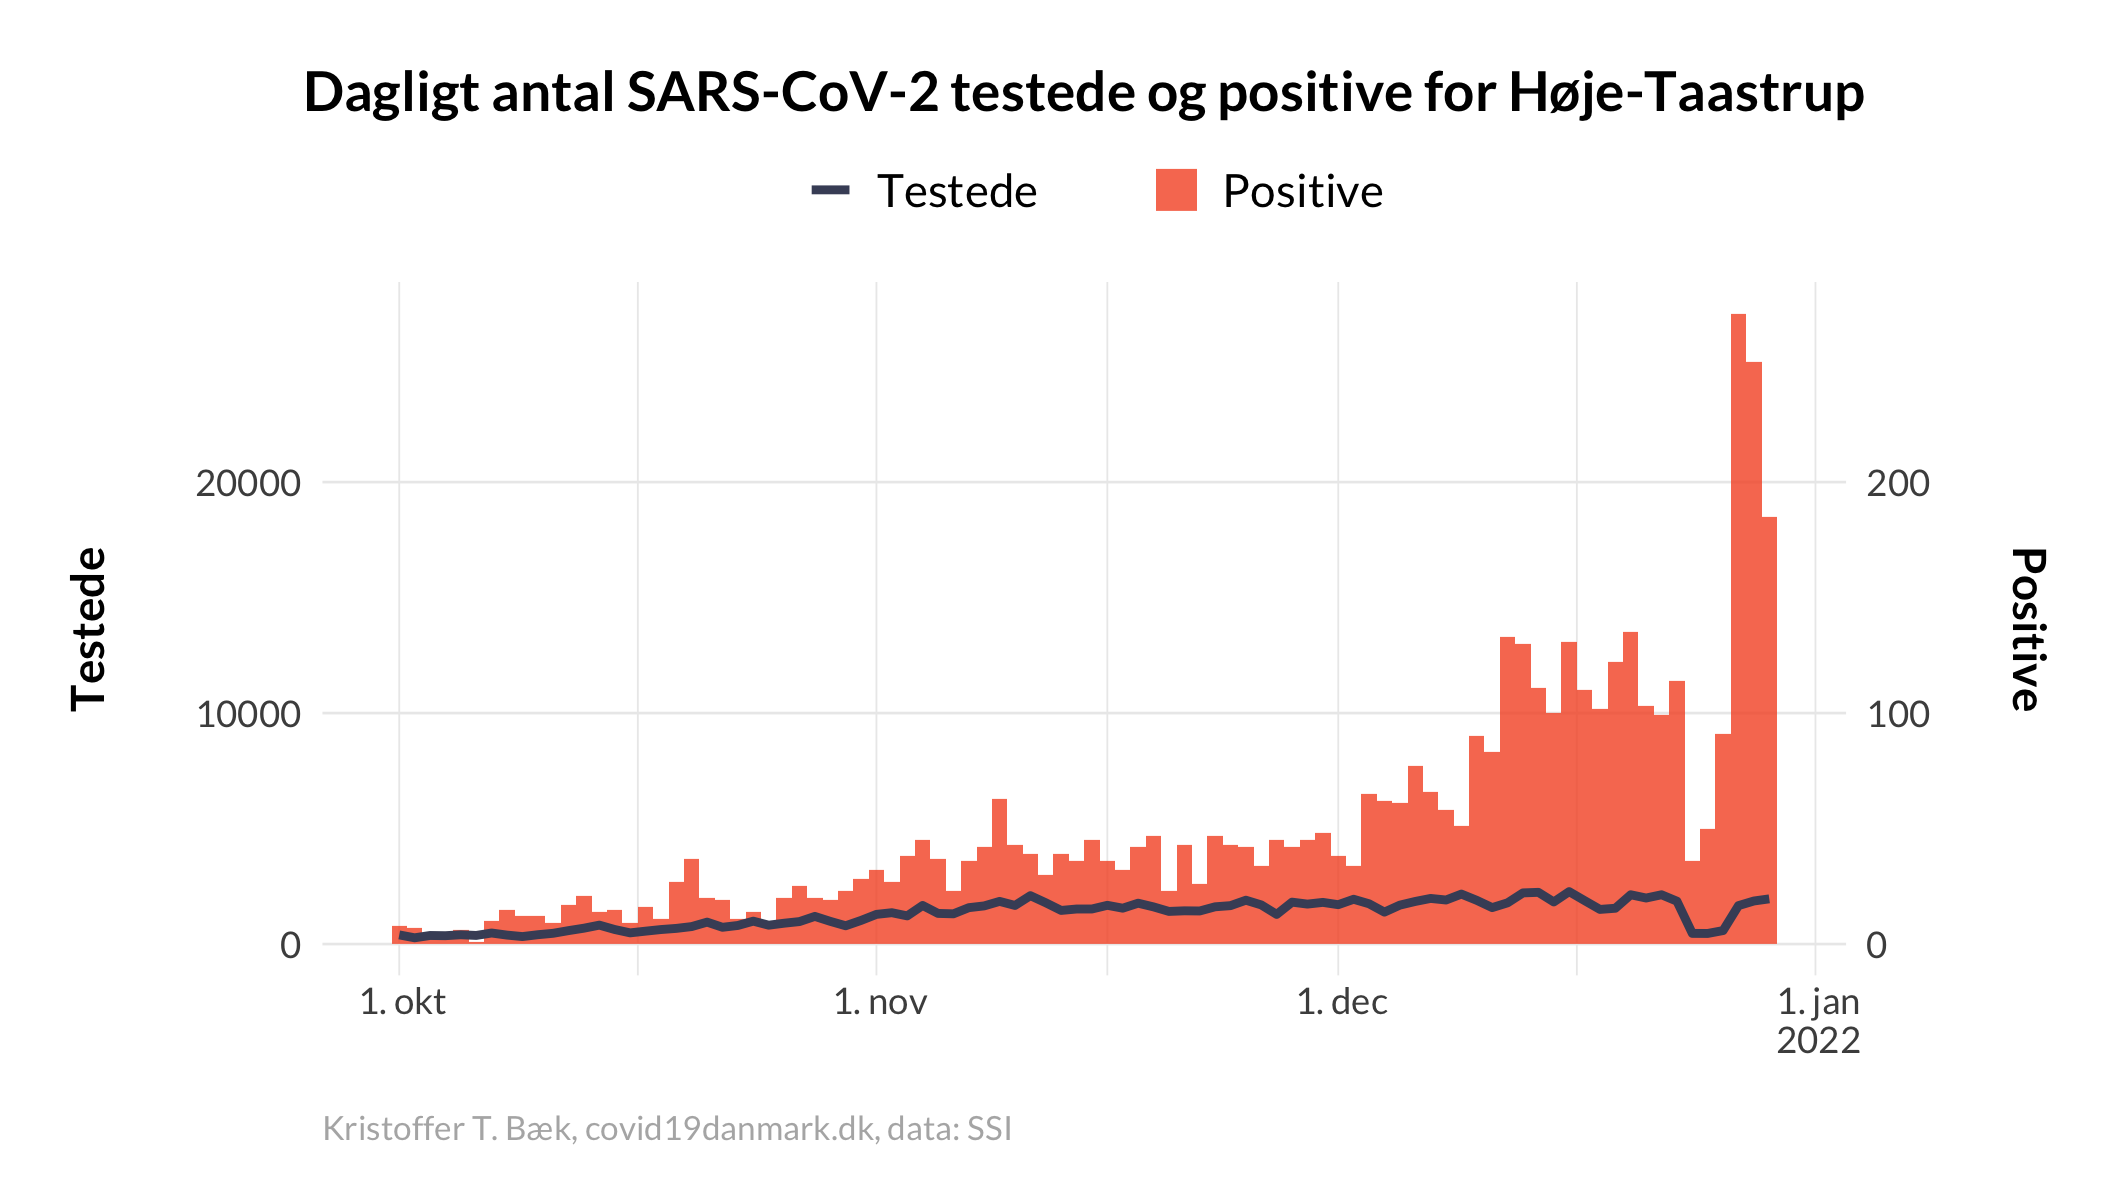 Dagligt antal SARS-CoV-2 testede og positive for Høje-Taastrup
Testede
Positive
20000
10000
0
200
100
0
Testede
Positive
1. okt
1. nov
1. dec
1. jan
2022
Kristoffer T. Bæk, covid19danmark.dk, data: SSI